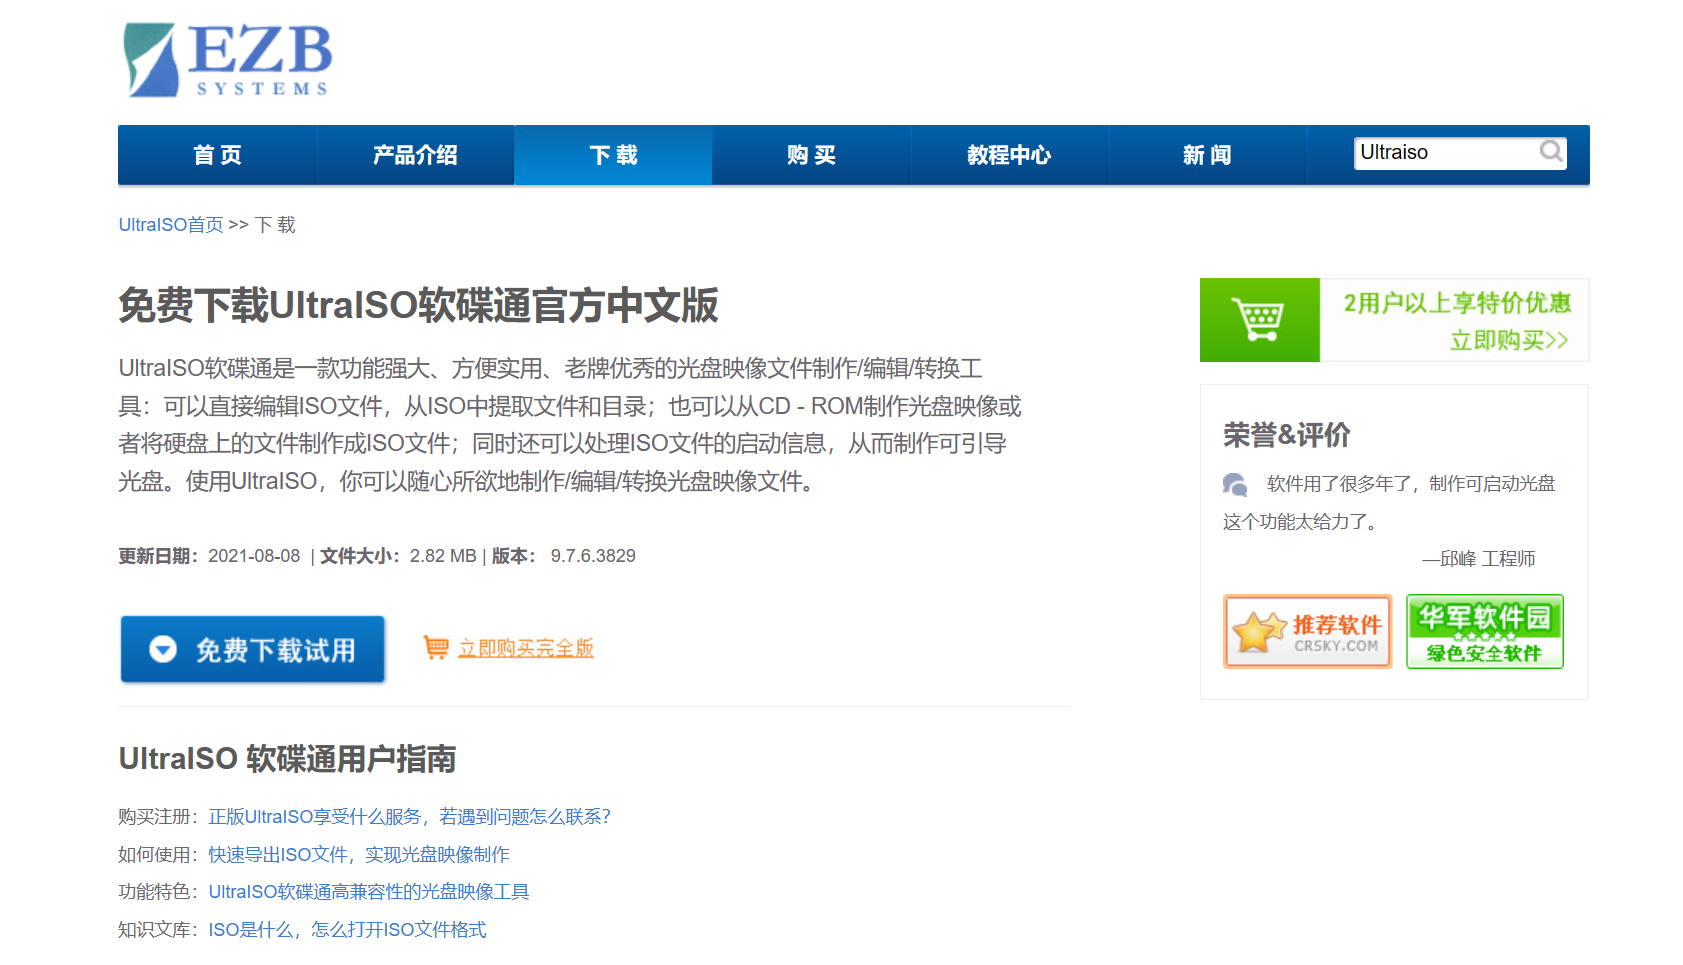 EZB
SYSTEMS
首 页
产品介绍
下 载
购 买
教程中心
新 闻
Ultraiso
UltraISO首页 >> 下 载
免费下载UltraISO软碟通官方中文版
UltraISO软碟通是一款功能强大、方便实用、老牌优秀的光盘映像文件制作/编辑/转换工
具：可以直接编辑ISO文件，从ISO中提取文件和目录；也可以从CD - ROM制作光盘映像或
者将硬盘上的文件制作成ISO文件；同时还可以处理ISO文件的启动信息，从而制作可引导
光盘。使用UltraISO，你可以随心所欲地制作/编辑/转换光盘映像文件。
更新日期：2021-08-08 | 文件大小：2.82 MB | 版本： 9.7.6.3829
免费下载试用
立即购买完全版
UltraISO 软碟通用户指南
购买注册：正版UltraISO享受什么服务，若遇到问题怎么联系？
如何使用：快速导出ISO文件，实现光盘映像制作
功能特色：UltraISO软碟通高兼容性的光盘映像工具
知识文库：ISO是什么，怎么打开ISO文件格式
2用户以上享特价优惠
立即购买>>
荣誉&评价
软件用了很多年了，制作可启动光盘
这个功能太给力了。
—邱峰 工程师
推荐软件
CRSKY.COM
华军软件园
绿色安全软件